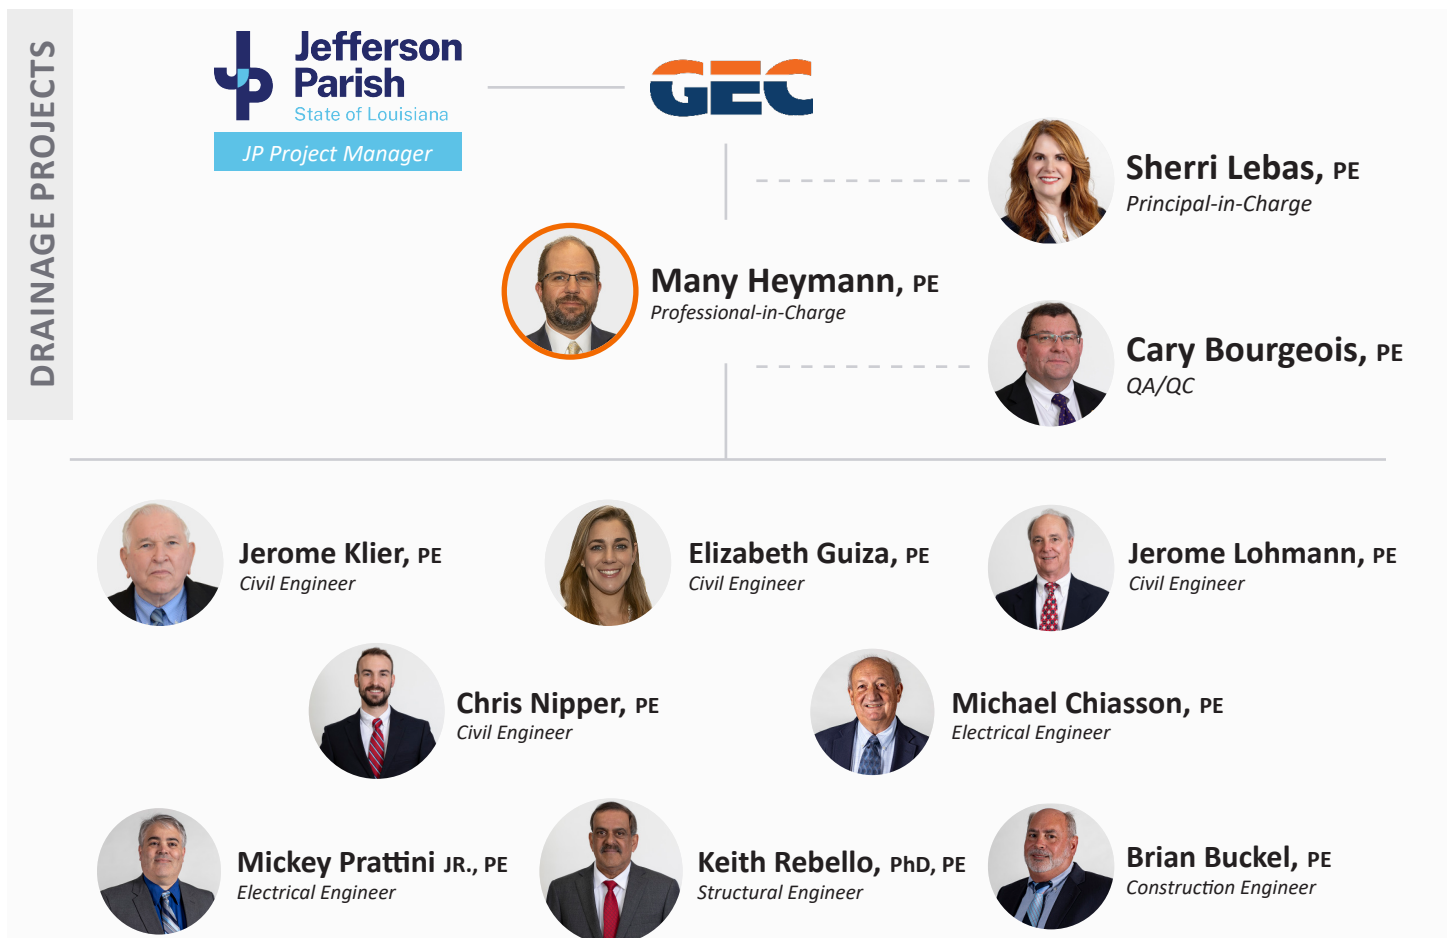 DRAINAGE PROJECTS
Jefferson
Parish
State of Louisiana
JP Project Manager
GEC
Sherri Lebas, PE
Principal-in-Charge
Many Heymann, PE
Professional-in-Charge
Cary Bourgeois, PE
QA/QC
Jerome Klier, PE
Civil Engineer
Elizabeth Guiza, PE
Civil Engineer
Jerome Lohmann, PE
Civil Engineer
Chris Nipper, PE
Civil Engineer
Michael Chiasson, PE
Electrical Engineer
Mickey Prattini JR., PE
Electrical Engineer
Keith Rebello, PhD, PE
Structural Engineer
Brian Buckel, PE
Construction Engineer